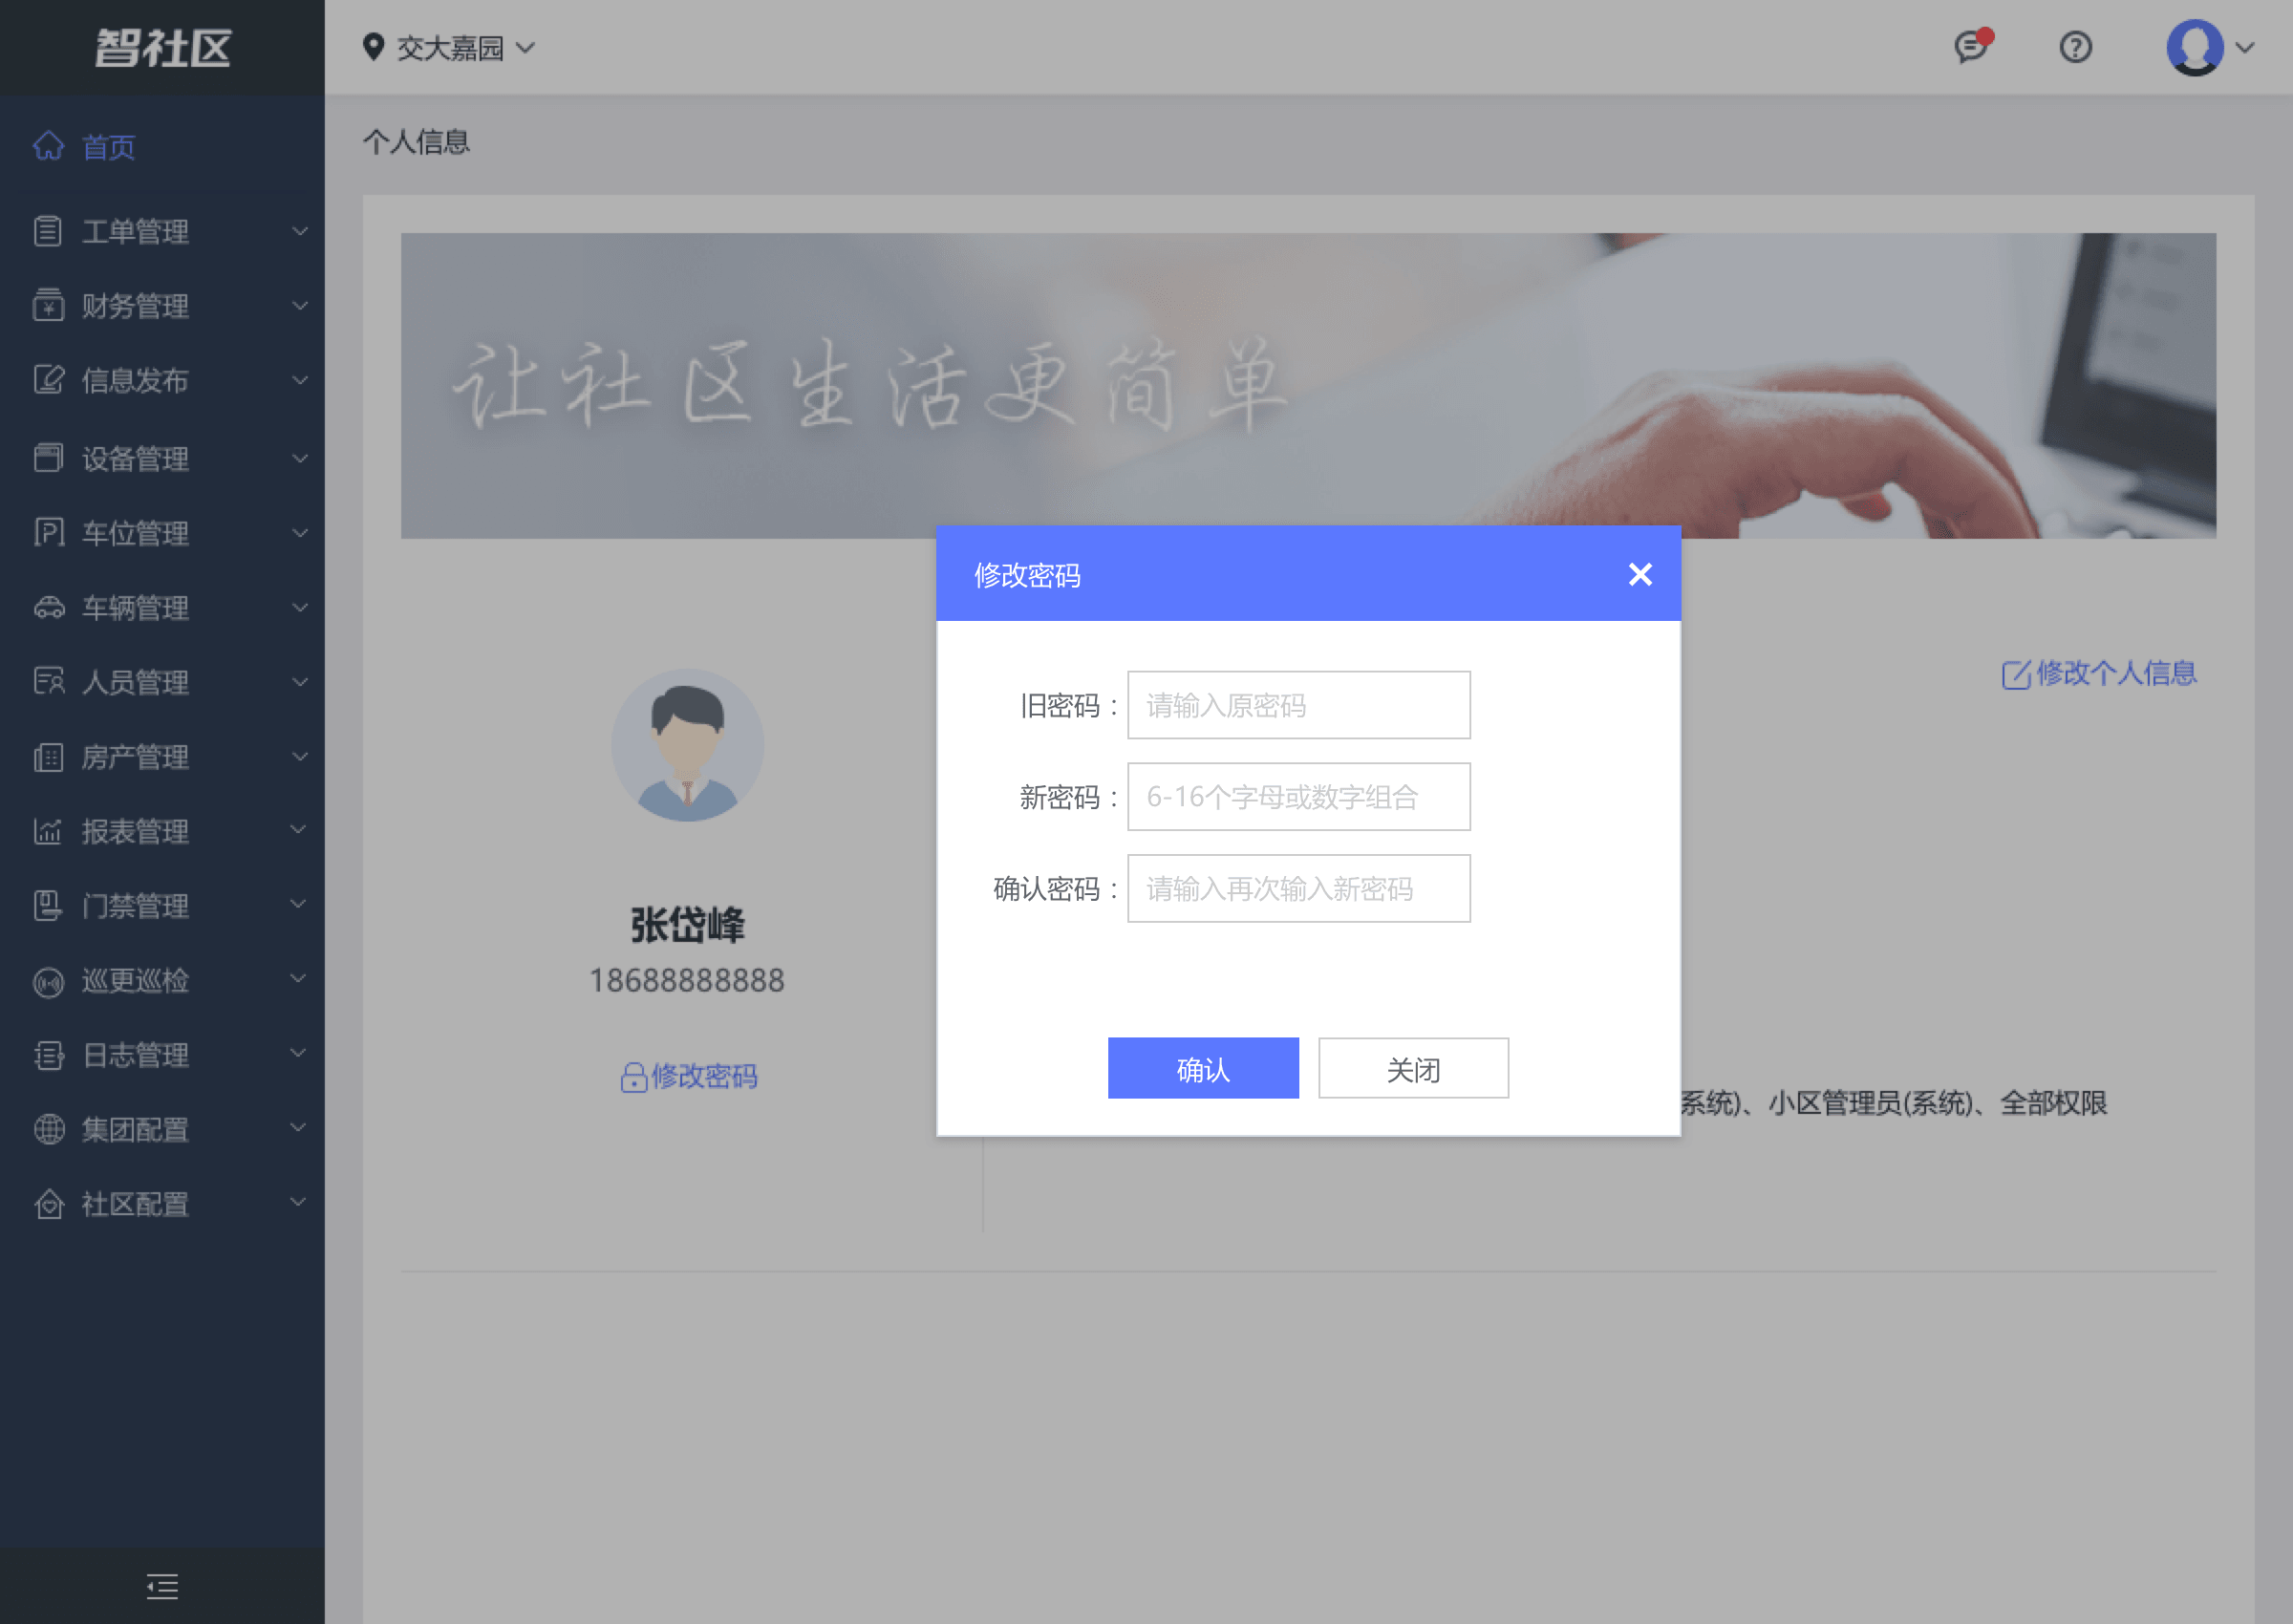 智社区
交大嘉园
首页
工单管理
财务管理
信息发布
设备管理
车位管理
车辆管理
人员管理
房产管理
报表管理
门禁管理
巡更巡检
日志管理
集团配置
社区配置
个人信息
让社区生活更简单
张岱峰
18688888888
修改密码
修改个人信息
系统)、小区管理员(系统)、全部权限
修改密码
旧密码：请输入原密码
新密码：6-16个字母或数字组合
确认密码：请输入再次输入新密码
确认 关闭